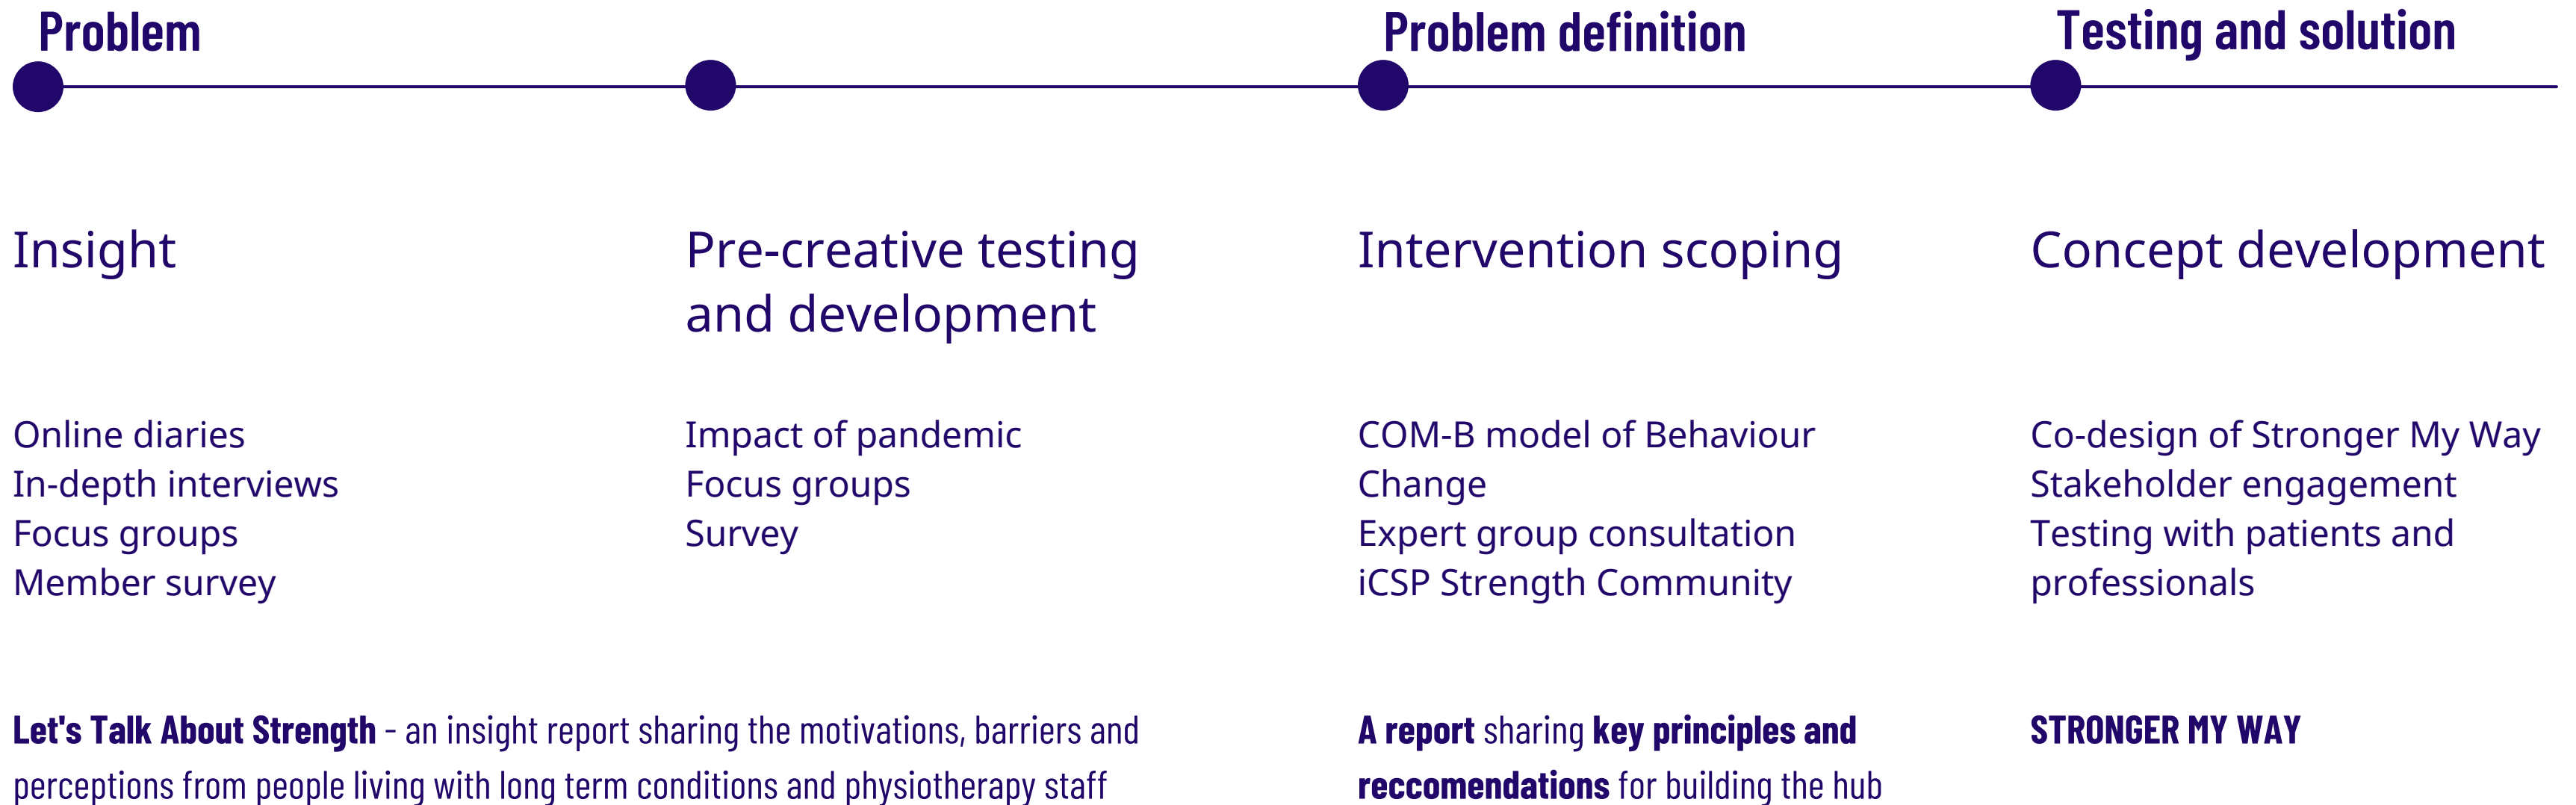 Problem
Problem definition
Testing and solution
Insight
Pre-creative testing
and development
Intervention scoping
Concept development
Online diaries
In-depth interviews
Focus groups
Member survey
Impact of pandemic
Focus groups
Survey
COM-B model of Behaviour
Change
Expert group consultation
iCSP Strength Community
Co-design of Stronger My Way
Stakeholder engagement
Testing with patients and
professionals
Let's Talk About Strength - an insight report sharing the motivations, barriers and
perceptions from people living with long term conditions and physiotherapy staff
A report sharing key principles and
reccomendations for building the hub
STRONGER MY WAY